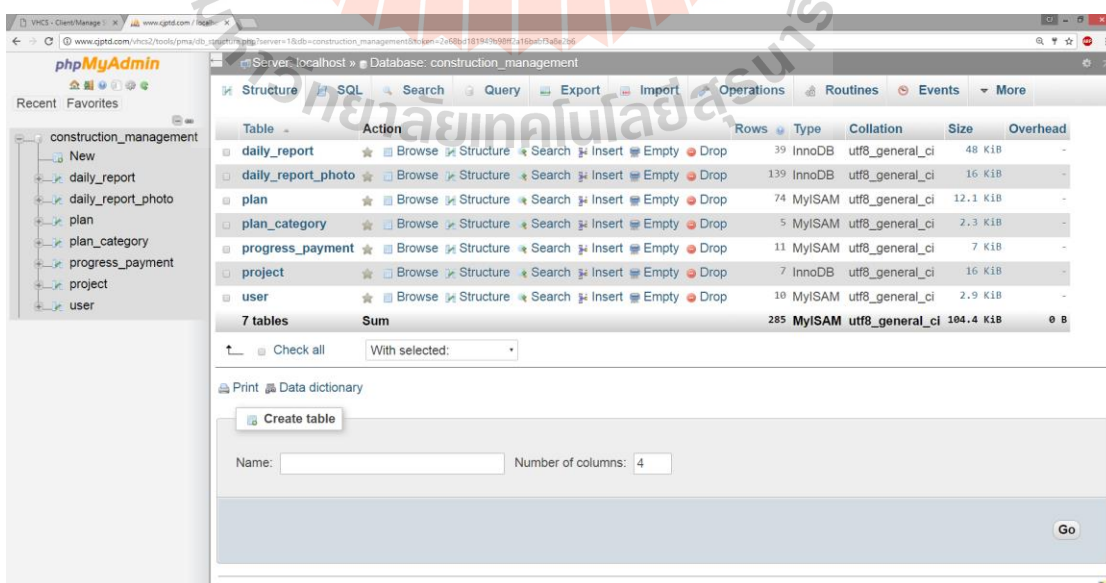 VHCS - Client/Manage S
www.cjptd.com / localh
www.cjptd.com/vhcs2/tools/pma/db_structure.php?server=1&db=construction_management&token=
phpMyAdmin
Recent Favorites
construction_management
New
daily_report
daily_report_photo
plan
plan_category
progress_payment
project
user
Server: localhost » Database: construction_management
Structure SQL Search Query Export Import Operations Routines Events More
Table Action Rows Type Collation Size Overhead
daily_report Browse Structure Search Insert Empty Drop 39 InnoDB utf8_general_ci 48 KiB -
daily_report_photo Browse Structure Search Insert Empty Drop 139 InnoDB utf8_general_ci 16 KiB -
plan Browse Structure Search Insert Empty Drop 74 MyISAM utf8_general_ci 12.1 KiB -
plan_category Browse Structure Search Insert Empty Drop 5 MyISAM utf8_general_ci 2.3 KiB -
progress_payment Browse Structure Search Insert Empty Drop 11 MyISAM utf8_general_ci 7 KiB -
project Browse Structure Search Insert Empty Drop 7 InnoDB utf8_general_ci 16 KiB -
user Browse Structure Search Insert Empty Drop 10 MyISAM utf8_general_ci 2.9 KiB -
7 tables Sum 285 MyISAM utf8_general_ci 104.4 KiB 0 B
Check all With selected:
Print Data dictionary
Create table
Name: Number of columns: 4
Go